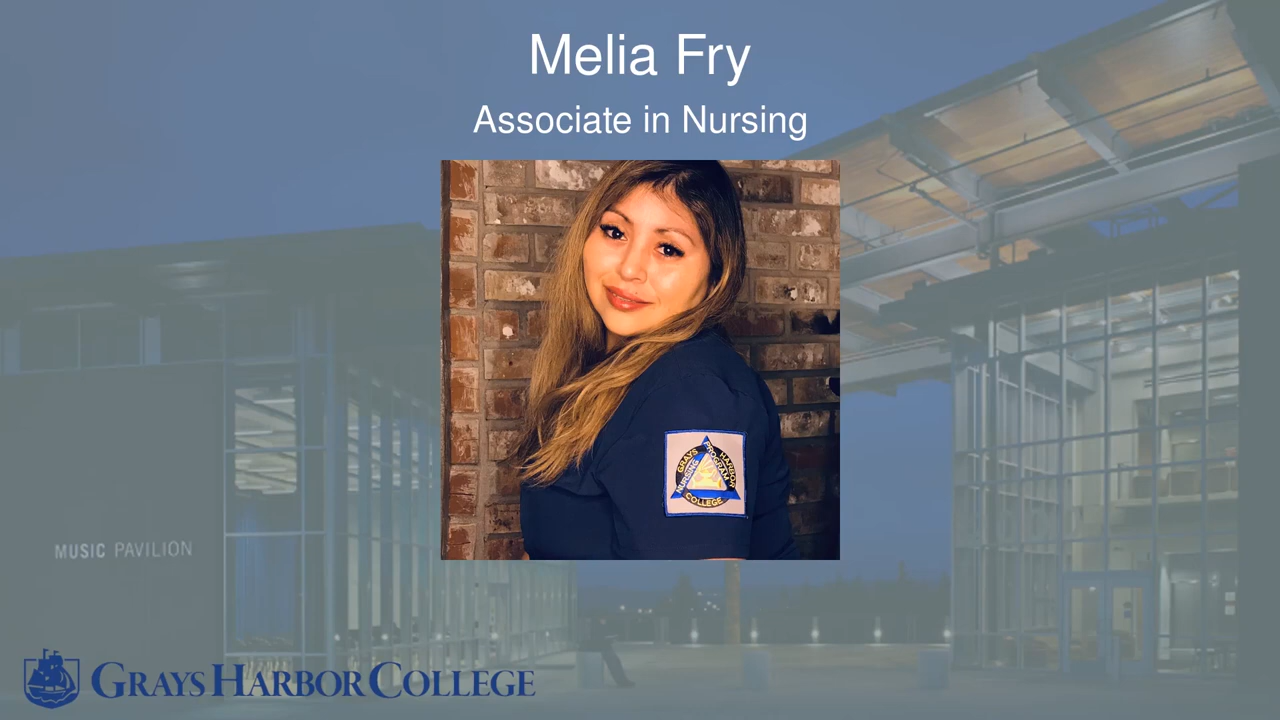 Melia Fry
Associate in Nursing
GRAYS HARBOR
NURSING PROGRAM
COLLEGE
MUSIC PAVILION
GRAYS HARBOR COLLEGE